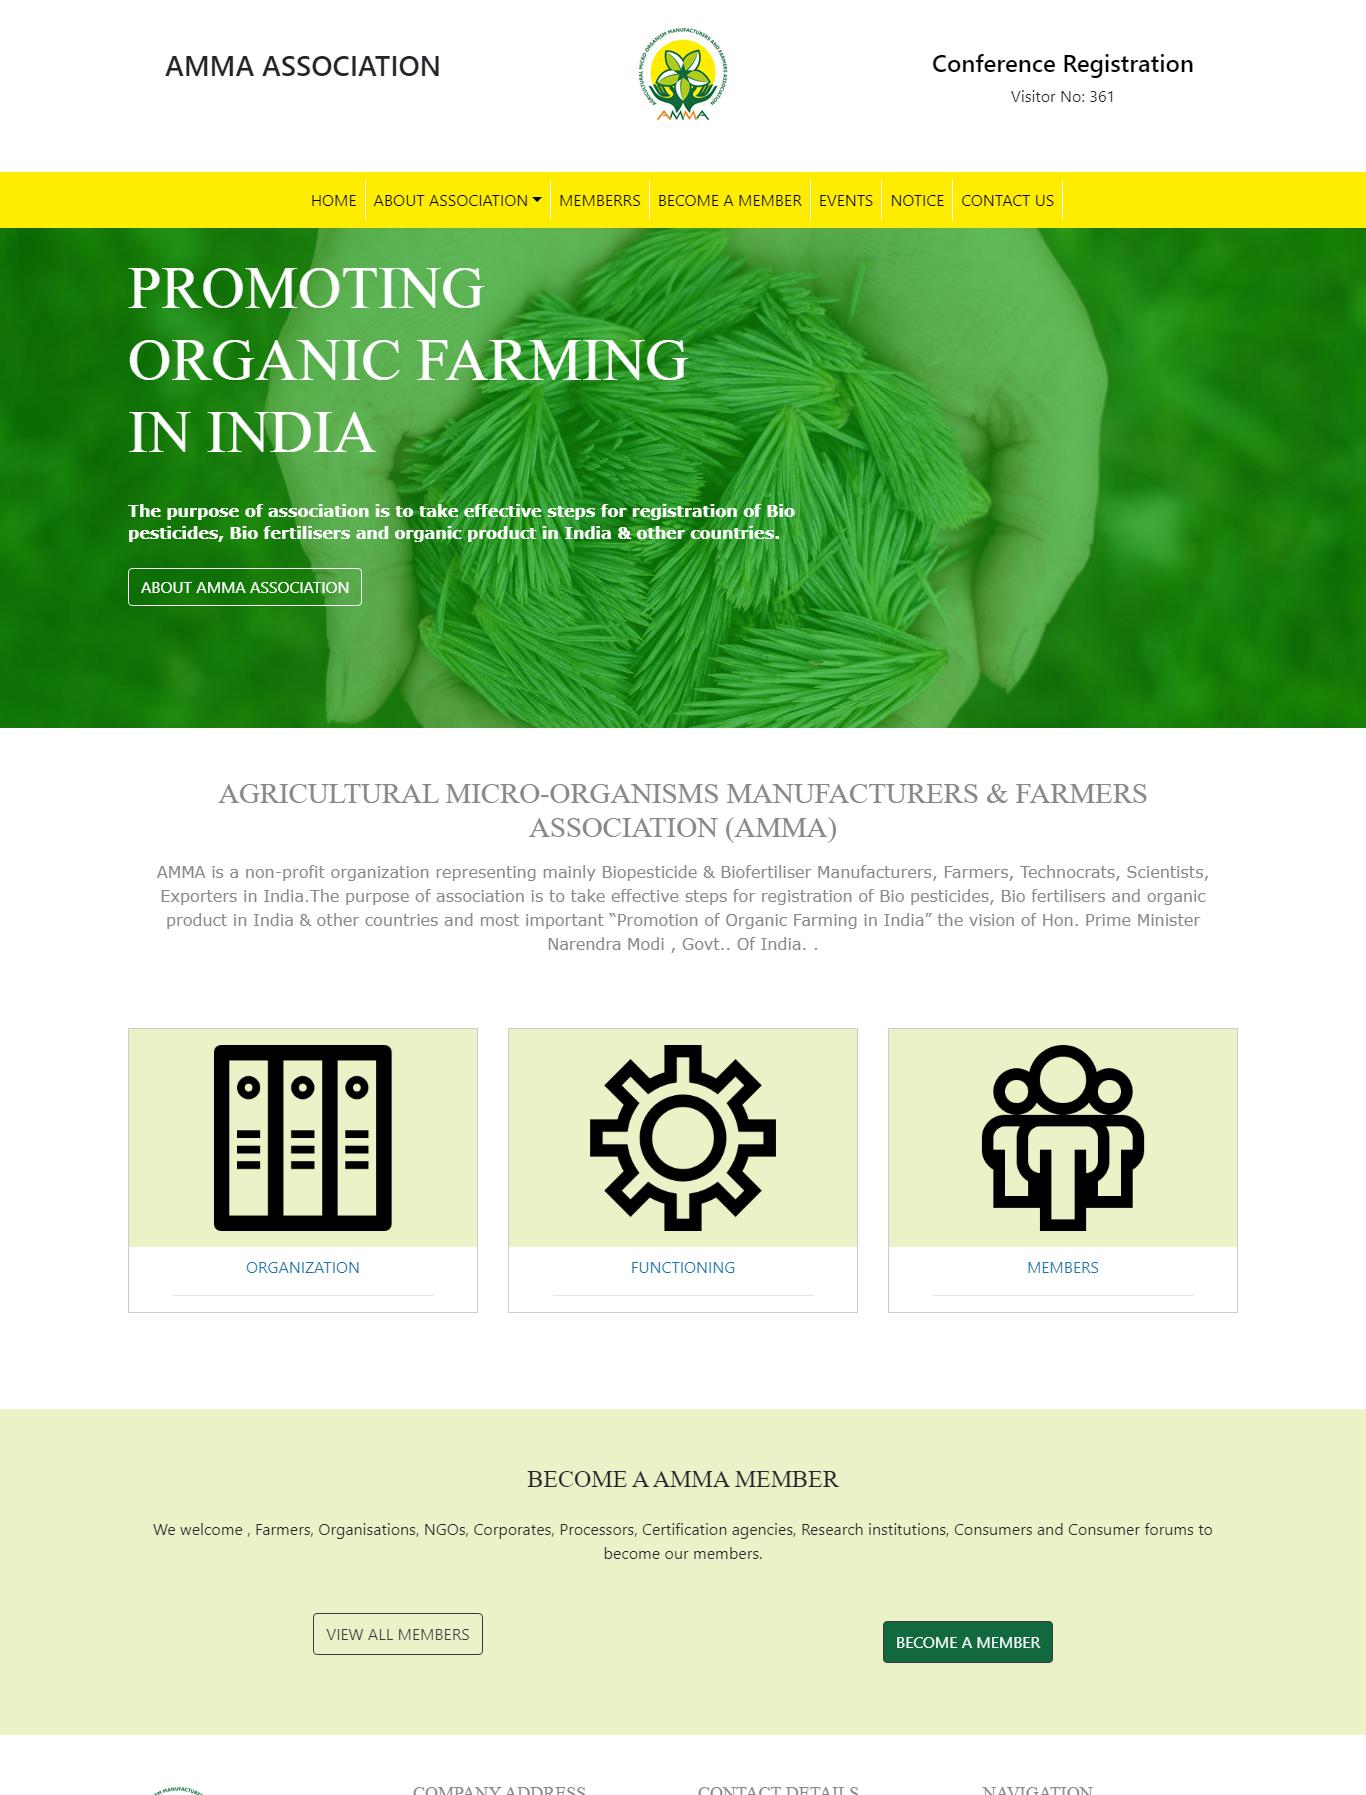 AMMA ASSOCIATION
AGRICULTURAL MICRO-ORGANISM MANUFACTURERS AND FARMERS ASSOCIATION
AMMA
Conference Registration
Visitor No: 361
HOME
ABOUT ASSOCIATION
MEMBERRS
BECOME A MEMBER
EVENTS
NOTICE
CONTACT US
PROMOTING
ORGANIC FARMING
IN INDIA
The purpose of association is to take effective steps for registration of Bio
pesticides, Bio fertilisers and organic product in India & other countries.
ABOUT AMMA ASSOCIATION
AGRICULTURAL MICRO-ORGANISMS MANUFACTURERS & FARMERS
ASSOCIATION (AMMA)
AMMA is a non-profit organization representing mainly Biopesticide & Biofertiliser Manufacturers, Farmers, Technocrats, Scientists,
Exporters in India.The purpose of association is to take effective steps for registration of Bio pesticides, Bio fertilisers and organic
product in India & other countries and most important “Promotion of Organic Farming in India” the vision of Hon. Prime Minister
Narendra Modi , Govt.. Of India. .
ORGANIZATION
FUNCTIONING
MEMBERS
BECOME A AMMA MEMBER
We welcome , Farmers, Organisations, NGOs, Corporates, Processors, Certification agencies, Research institutions, Consumers and Consumer forums to
become our members.
VIEW ALL MEMBERS
BECOME A MEMBER
COMPANY ADDRESS
CONTACT DETAILS
NAVIGATION